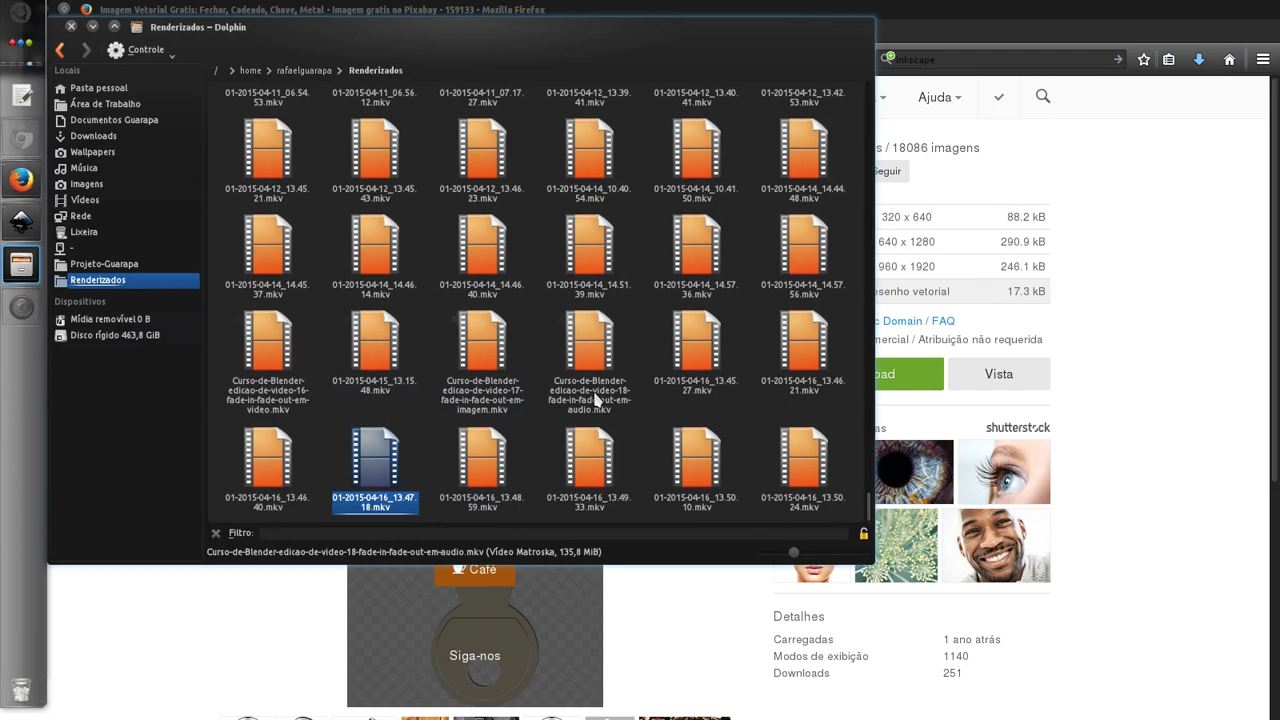 Imagem Vetorial Gratis: Fechar, Cadeado, Chave, Metal • Imagem gratis no Pixabay - 159133 - Mozilla Firefox
Renderizados – Dolphin
Controle
Locais
Pasta pessoal
Área de Trabalho
Documentos Guarapa
Downloads
Wallpapers
Música
Imagens
Vídeos
Rede
Lixeira
-
Projeto-Guarapa
Renderizados
Dispositivos
Mídia removível 0 B
Disco rígido 463,8 GiB
/ > home > rafaelguarapa > Renderizados
01-2015-04-11_06.54.
53.mkv
01-2015-04-11_06.56.
12.mkv
01-2015-04-11_07.17.
27.mkv
01-2015-04-12_13.39.
41.mkv
01-2015-04-12_13.40.
41.mkv
01-2015-04-12_13.42.
53.mkv
01-2015-04-12_13.45.
21.mkv
01-2015-04-12_13.45.
43.mkv
01-2015-04-12_13.46.
23.mkv
01-2015-04-14_10.40.
54.mkv
01-2015-04-14_10.41.
50.mkv
01-2015-04-14_14.44.
48.mkv
01-2015-04-14_14.45.
37.mkv
01-2015-04-14_14.46.
14.mkv
01-2015-04-14_14.46.
40.mkv
01-2015-04-14_14.51.
39.mkv
01-2015-04-14_14.57.
36.mkv
01-2015-04-14_14.57.
56.mkv
Curso-de-Blender-
edicao-de-video-16-
fade-in-fade-out-em-
video.mkv
01-2015-04-15_13.15.
48.mkv
Curso-de-Blender-
edicao-de-video-17-
fade-in-fade-out-em-
imagem.mkv
Curso-de-Blender-
edicao-de-video-18-
fade-in-fade-out-em-
audio.mkv
01-2015-04-16_13.45.
27.mkv
01-2015-04-16_13.46.
21.mkv
01-2015-04-16_13.46.
40.mkv
01-2015-04-16_13.47.
18.mkv
01-2015-04-16_13.48.
59.mkv
01-2015-04-16_13.49.
33.mkv
01-2015-04-16_13.50.
10.mkv
01-2015-04-16_13.50.
24.mkv
Filtro:
Curso-de-Blender-edicao-de-video-18-fade-in-fade-out-em-audio.mkv (Vídeo Matroska, 135,8 MiB)
inkscape
Ajuda
s / 18086 imagens
Seguir
320 x 640 88.2 kB
640 x 1280 290.9 kB
960 x 1920 246.1 kB
esenho vetorial 17.3 kB
c Domain / FAQ
mercial / Atribuição não requerida
oad
Vista
as
shutterstock
Café
Siga-nos
Detalhes
Carregadas 1 ano atrás
Modos de exibição 1140
Downloads 251